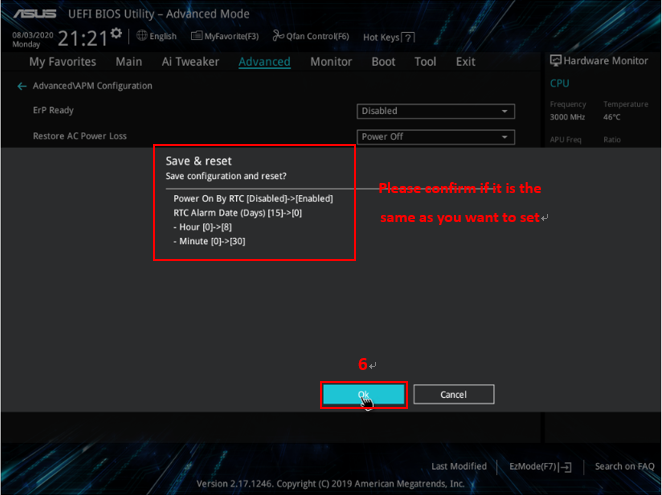 ASUS UEFI BIOS Utility – Advanced Mode
08/03/2020
Monday
21:21
English
MyFavorite(F3)
Qfan Control(F6)
Hot Keys ?
My Favorites Main Ai Tweaker Advanced Monitor Boot Tool Exit
Hardware Monitor
← Advanced\APM Configuration
CPU
ErP Ready
Disabled
Frequency Temperature
3000 MHz 46°C
Restore AC Power Loss
Power Off
APU Freq Ratio
Save & reset
Save configuration and reset?
Power On By RTC [Disabled]->[Enabled]
RTC Alarm Date (Days) [15]->[0]
- Hour [0]->[8]
- Minute [0]->[30]
Please confirm if it is the
same as you want to set↵
6↵
Ok
Cancel
Last Modified
EzMode(F7)
Search on FAQ
Version 2.17.1246. Copyright (C) 2019 American Megatrends, Inc.